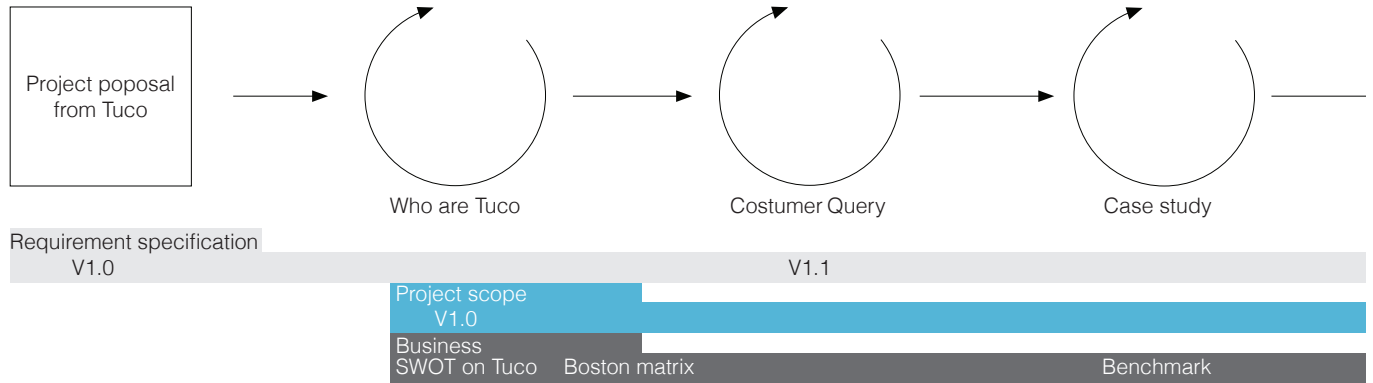 Project poposal
from Tuco
Who are Tuco
Costumer Query
Case study
Requirement specification
V1.0
V1.1
Project scope
V1.0
Business
SWOT on Tuco
Boston matrix
Benchmark